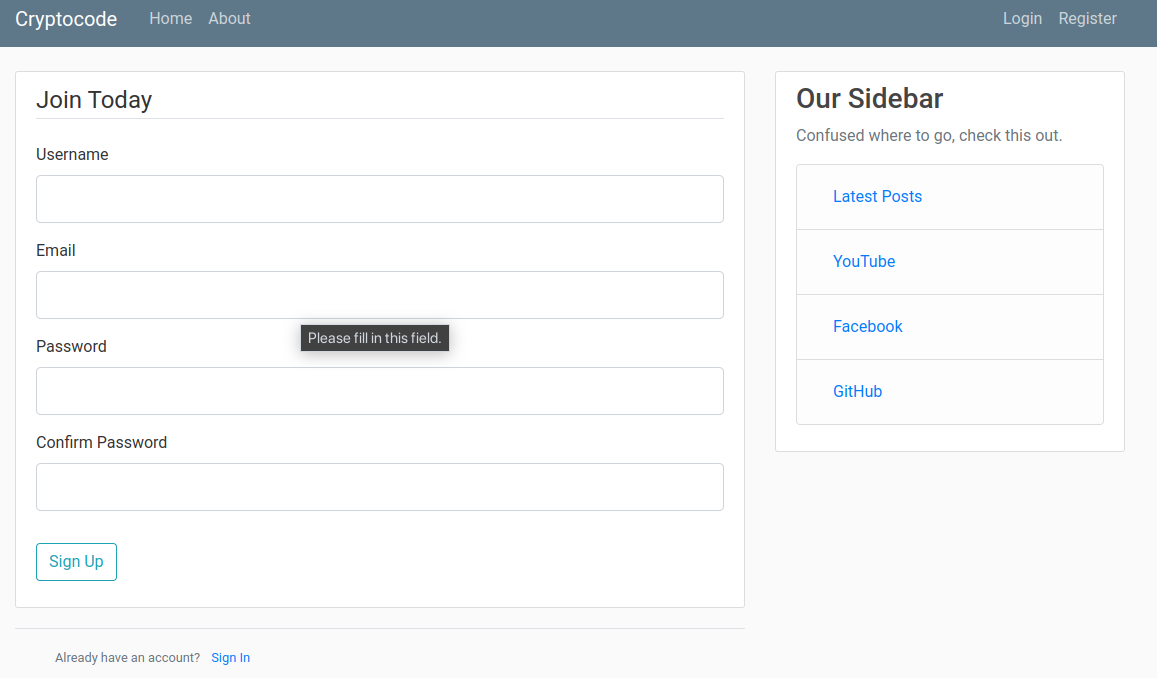 Cryptocode Home About Login Register
Join Today
Username
Email
Please fill in this field.
Password
Confirm Password
Sign Up
Already have an account? Sign In
Our Sidebar
Confused where to go, check this out.
Latest Posts
YouTube
Facebook
GitHub